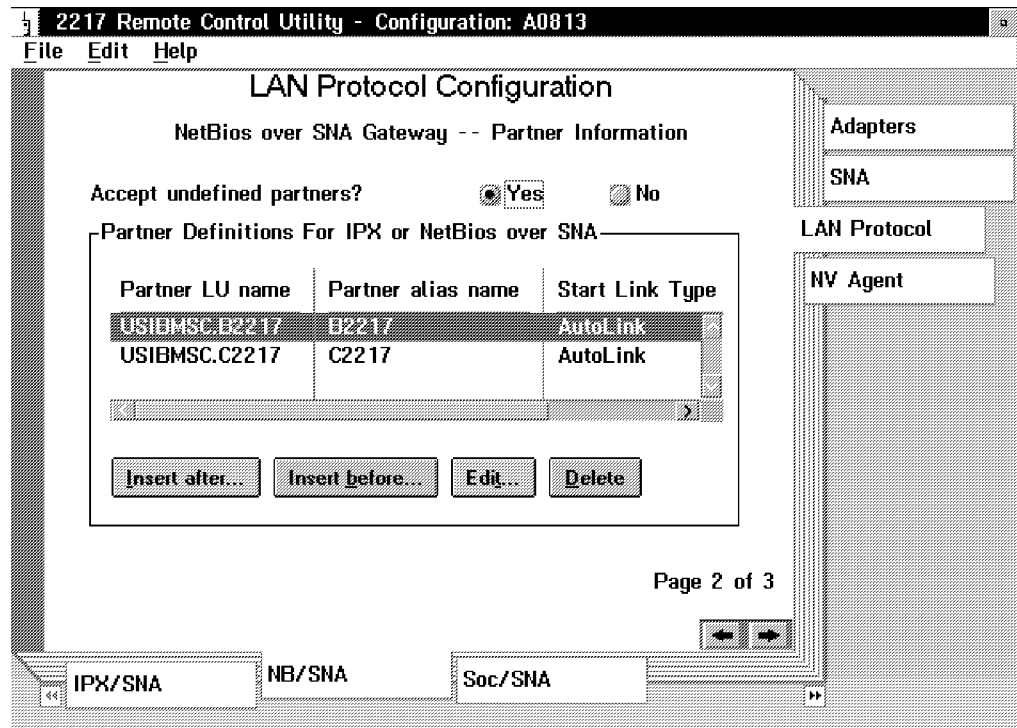 2217 Remote Control Utility - Configuration: A0813
File Edit Help
LAN Protocol Configuration
NetBios over SNA Gateway -- Partner Information
Accept undefined partners? Yes No
Partner Definitions For IPX or NetBios over SNA
Partner LU name Partner alias name Start Link Type
USIBMSC.B2217 B2217 AutoLink
USIBMSC.C2217 C2217 AutoLink
Insert after... Insert before... Edit... Delete
Page 2 of 3
IPX/SNA NB/SNA Soc/SNA
Adapters
SNA
LAN Protocol
NV Agent